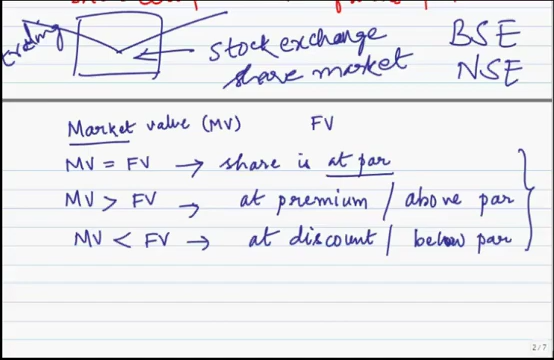 trading
stock exchange BSE
share market NSE
Market value (MV) FV
MV = FV → share is at par
MV > FV → at premium / above par
MV < FV → at discount / below par
2/7